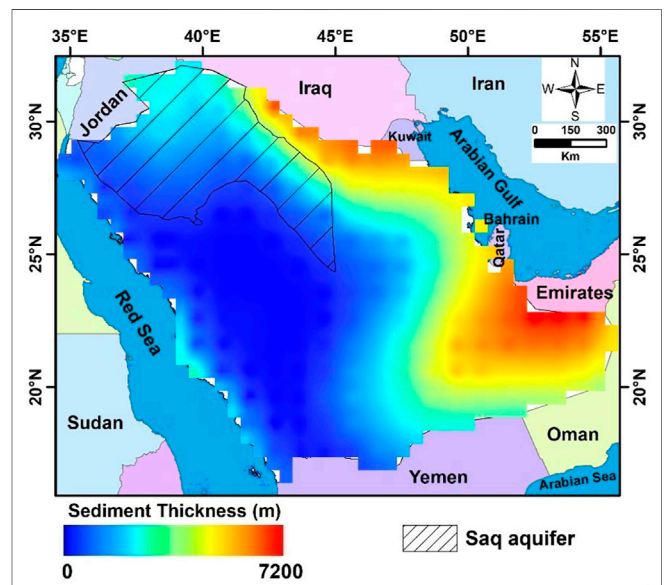 35°E 40°E 45°E 50°E 55°E
N
W E
S
0 150 300
Km
Iraq
Iran
Jordan
30°N 30°N
Kuwait
Arabian Gulf
Bahrain
Qatar
25°N 25°N
Emirates
Red Sea
20°N 20°N
Sudan
Oman
Yemen
Arabian Sea
Sediment Thickness (m)
0 7200
Saq aquifer